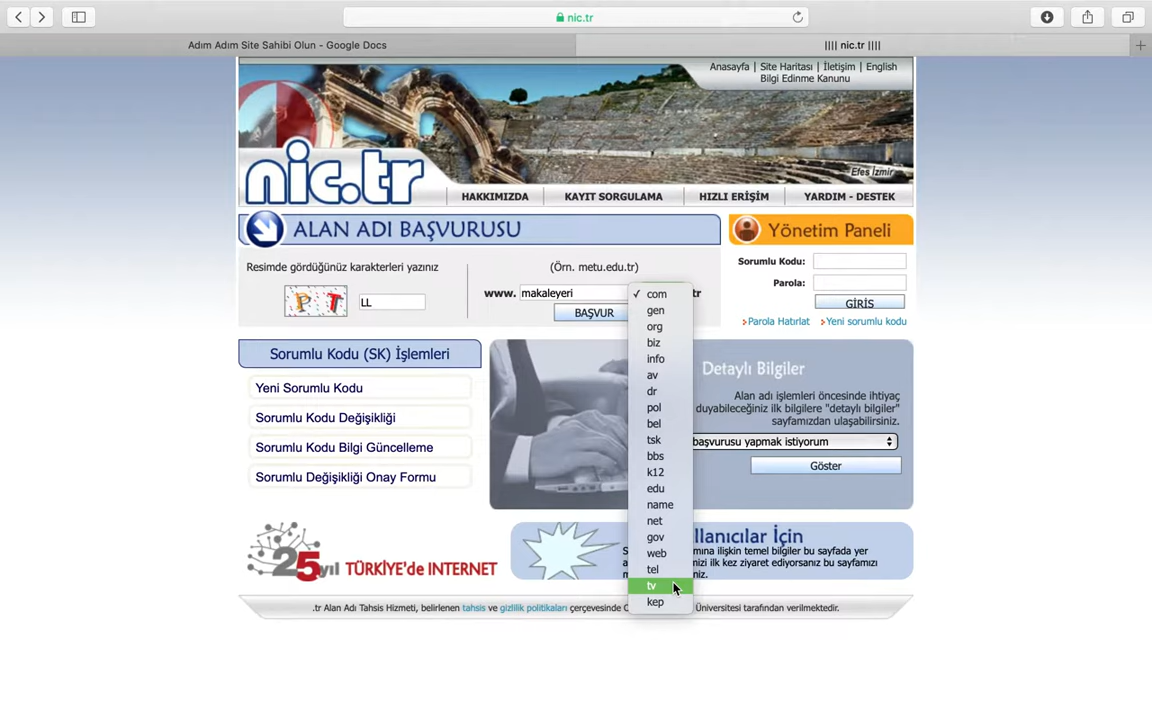 nic.tr
Adım Adım Site Sahibi Olun - Google Docs
|||| nic.tr ||||
Anasayfa | Site Haritası | İletişim | English
Bilgi Edinme Kanunu
Efes İzmir
nic.tr
HAKKIMIZDA
KAYIT SORGULAMA
HIZLI ERİŞİM
YARDIM - DESTEK
ALAN ADI BAŞVURUSU
Yönetim Paneli
Resimde gördüğünüz karakterleri yazınız
P T
LL
(Örn. metu.edu.tr)
www. makaleyeri
tr
BAŞVUR
Sorumlu Kodu:
Parola:
GİRİS
Parola Hatırlat
Yeni sorumlu kodu
✓ com
gen
org
biz
info
av
dr
pol
bel
tsk
bbs
k12
edu
name
net
gov
web
tel
tv
kep
Sorumlu Kodu (SK) İşlemleri
Yeni Sorumlu Kodu
Sorumlu Kodu Değişikliği
Sorumlu Kodu Bilgi Güncelleme
Sorumlu Değişikliği Onay Formu
Detaylı Bilgiler
Alan adı işlemleri öncesinde ihtiyaç
duyabileceğiniz ilk bilgilere "detaylı bilgiler"
sayfamızdan ulaşabilirsiniz.
başvurusu yapmak istiyorum
Göster
25 yıl TÜRKİYE'de INTERNET
llanıcılar İçin
mına ilişkin temel bilgiler bu sayfada yer
imizi ilk kez ziyaret ediyorsanız bu sayfamızı
.tr Alan Adı Tahsis Hizmeti, belirlenen tahsis ve gizlilik politikaları çerçevesinde
Üniversitesi tarafından verilmektedir.